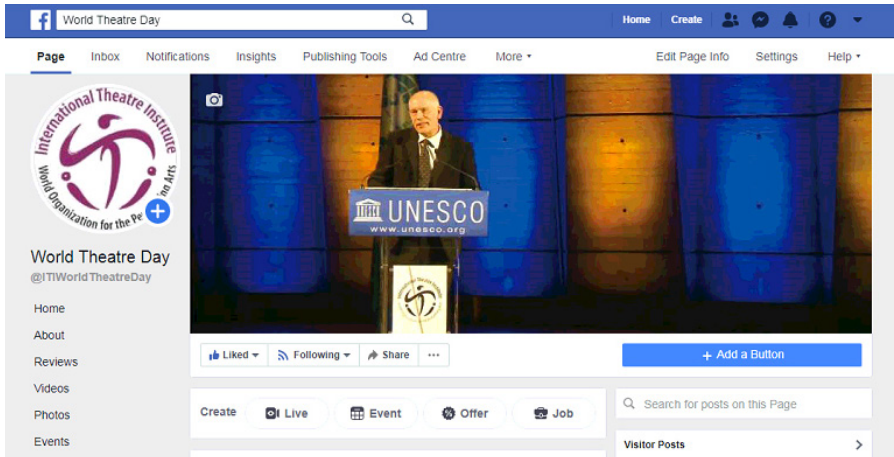 World Theatre Day
Home Create
Page Inbox Notifications Insights Publishing Tools Ad Centre More Edit Page Info Settings Help
International Theatre Institute
World Organization for the
Arts
World Theatre Day
@ITIWorldTheatreDay
Home
About
Reviews
Videos
Photos
Events
UNESCO
www.unesco.org
Liked Following Share ...
+ Add a Button
Create Live Event Offer Job
Search for posts on this Page
Visitor Posts